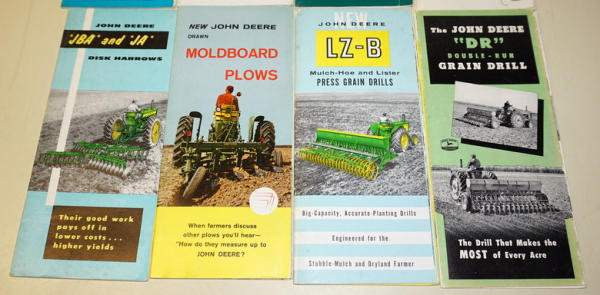 JOHN DEERE
"JBA" and "JA"
DISK HARROWS
Their good work
pays off in
lower costs...
higher yields
NEW JOHN DEERE
DRAWN
MOLDBOARD
PLOWS
When farmers discuss
other plows you'll hear—
"How do they measure up to
JOHN DEERE?
NEW
JOHN DEERE
LZ-B
Mulch-Hoe and Lister
PRESS GRAIN DRILLS
Big-Capacity, Accurate Planting Drills
Engineered for the
Stubble-Mulch and Dryland Farmer
The JOHN DEERE
"DR"
DOUBLE-RUN
GRAIN DRILL
The Drill That Makes the
MOST of Every Acre